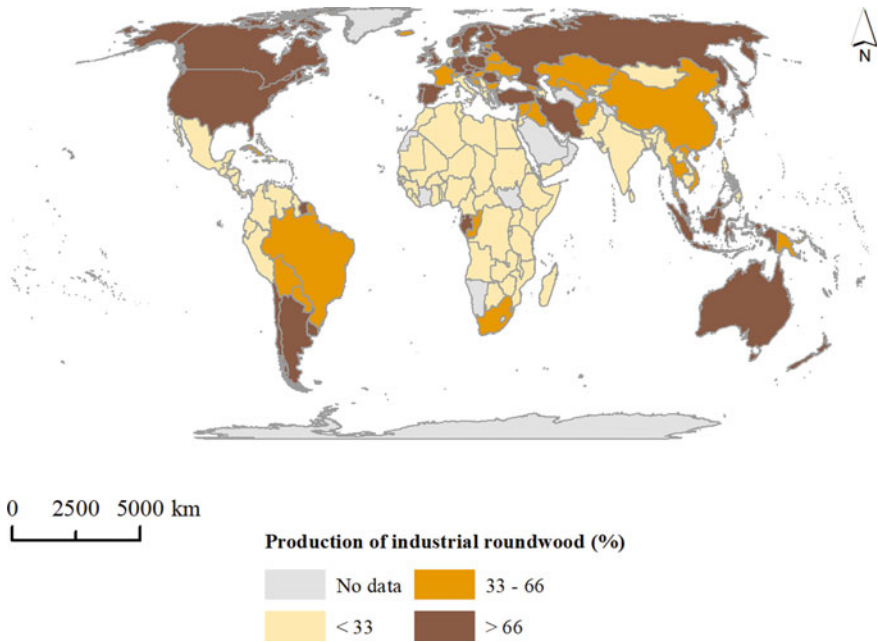 N
0 2500 5000 km
Production of industrial roundwood (%)
No data 33 - 66
< 33 > 66